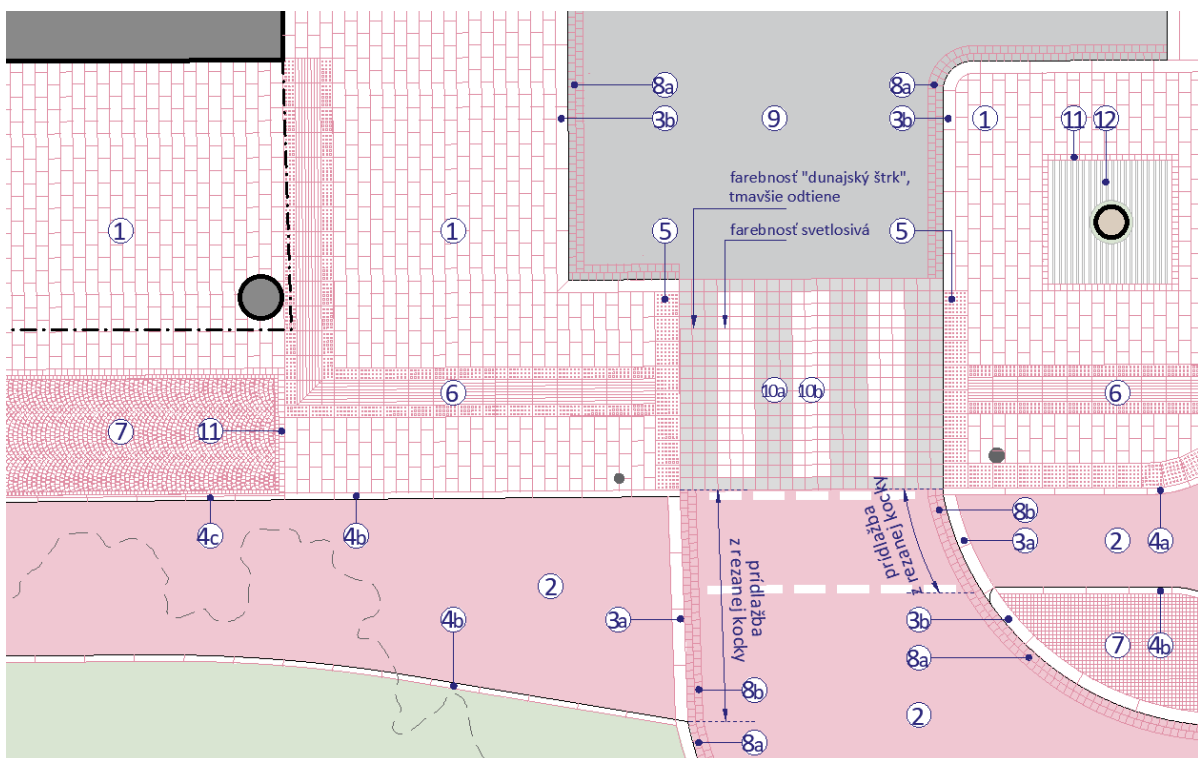 8a
8a
3b
9
3b
1
11
12
farebnosť "dunajský štrk",
tmavšie odtiene
1
1
5
farebnosť svetlosivá
5
6
10a
10b
6
7
11
4c
4b
8b
4a
3a
2
prídlažba
z rezanej kocky
prídlažba
z rezanej kocky
2
4b
3a
3b
7
4b
8a
8b
2
8a